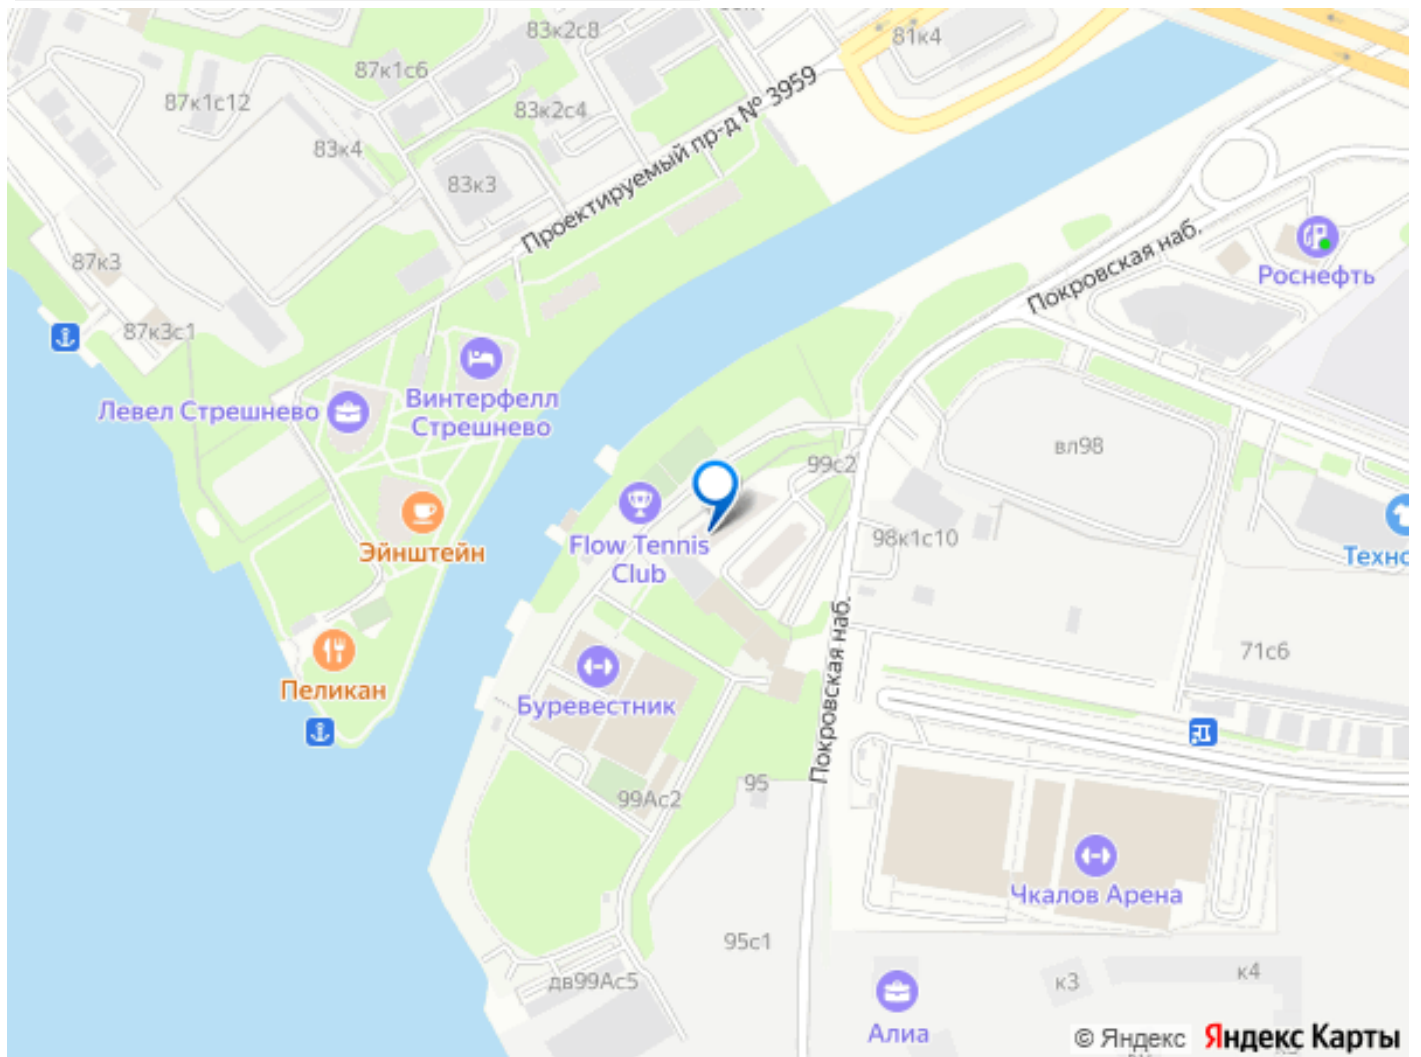 83к2с8
81к4
87к1с6
87к1с12
83к2с4
83к4
Проектируемый пр-д № 3959
83к3
Покровская наб.
87к3
Роснефть
87к3с1
Левел Стрешнево
Винтерфелл
Стрешнево
99с2
вл98
Эйнштейн
Flow Tennis
Club
98к1с10
Техно
Покровская наб.
Пеликан
Буревестник
71с6
99Ас2
95
Чкалов Арена
95с1
дв99Ас5
к3
к4
Алиа
© Яндекс Яндекс Карты